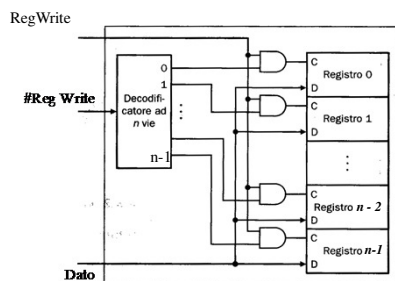 RegWrite
0
C
Registro 0
1
D
#Reg Write
Decodifi-
catore ad
n vie
C
Registro 1
D
n-1
C
Registro n - 2
D
C
Registro n-1
D
Dato